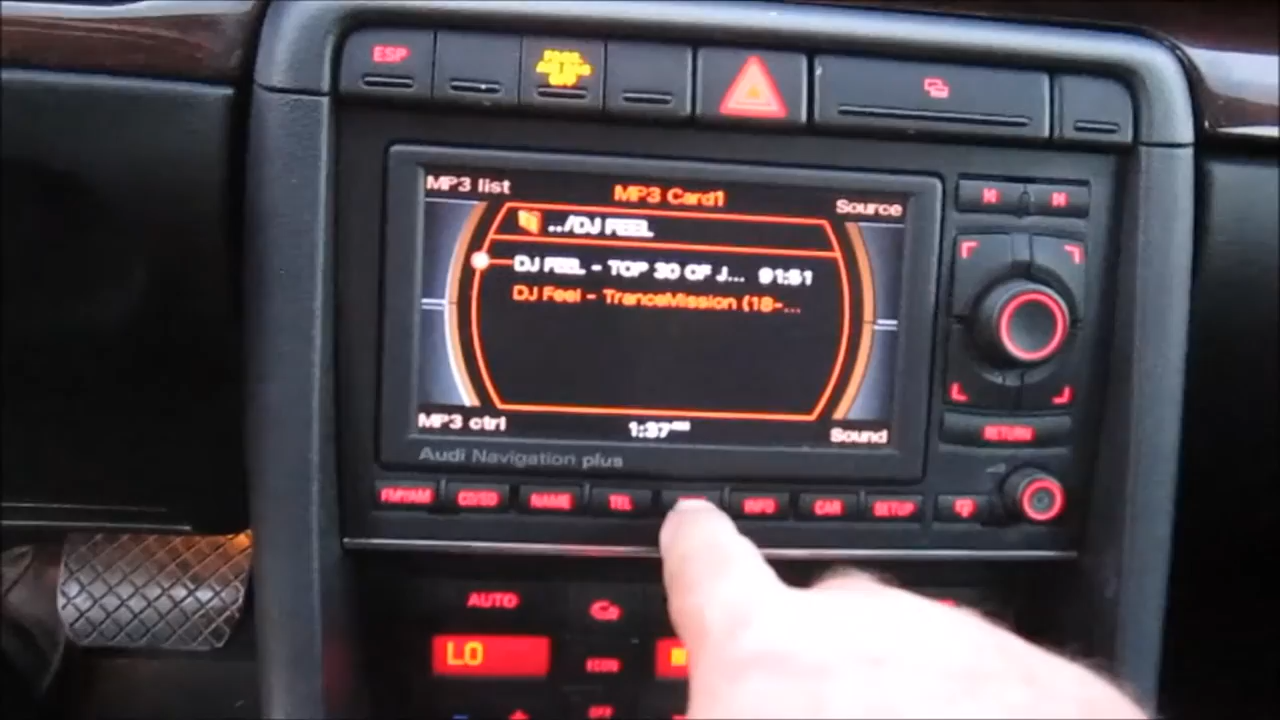 ESP
MP3 list
MP3 Card1
Source
../DJ FEEL
DJ FEEL - TOP 30 OF J... 91:51
DJ Feel - TranceMission (18-...
MP3 ctrl
1:37
Sound
Audi Navigation plus
RETURN
FM/AM
CD/SD
NAME
TEL
INFO
CAR
SETUP
AUTO
LO
ECON
OFF